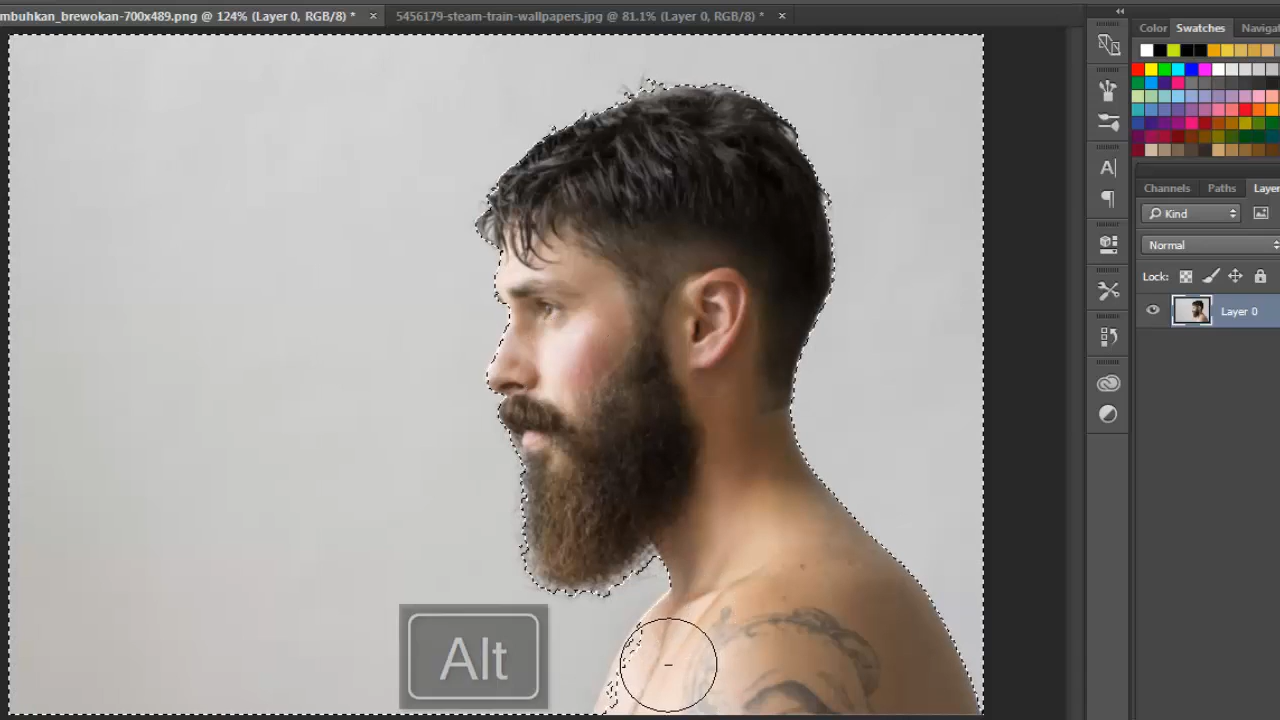 mbuhkan_brewokan-700x489.png @ 124% (Layer 0, RGB/8) * ×
5456179-steam-train-wallpapers.jpg @ 81.1% (Layer 0, RGB/8) * ×
Color Swatches Naviga
Channels Paths Layer
Kind
Normal
Lock:
Layer 0
Alt